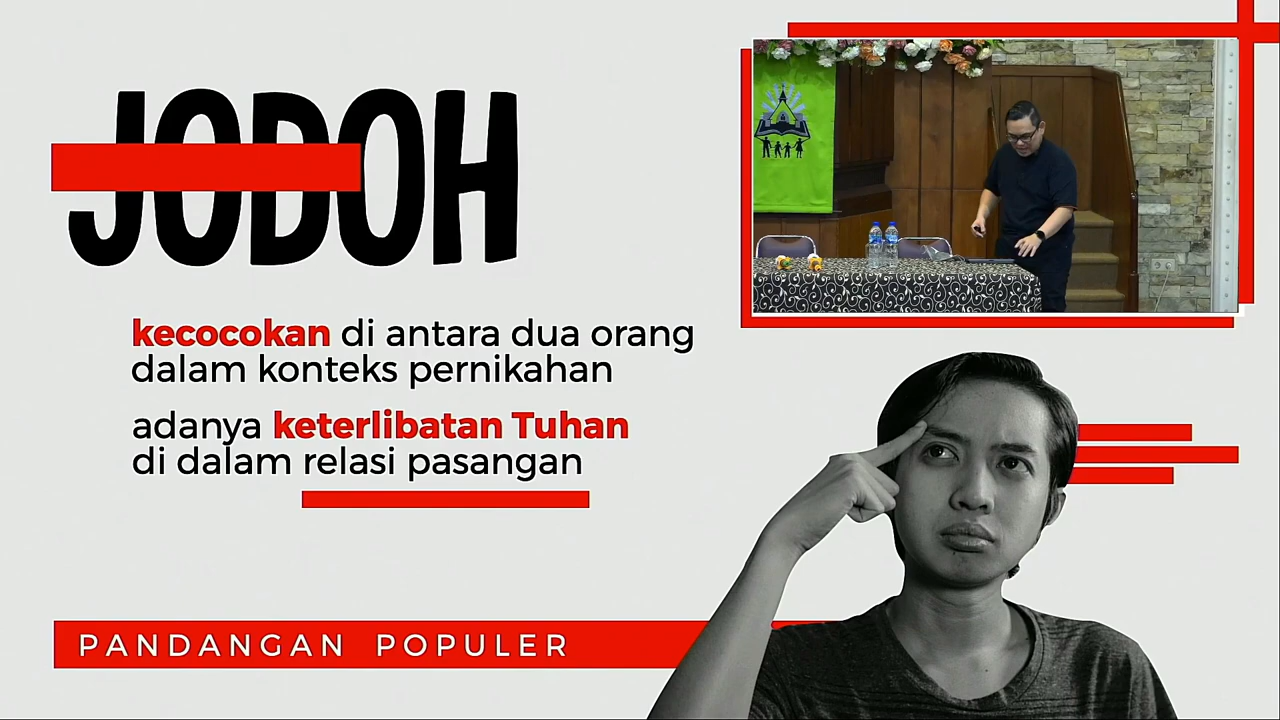 JODOH
kecocokan di antara dua orang
dalam konteks pernikahan
adanya keterlibatan Tuhan
di dalam relasi pasangan
PANDANGAN POPULER